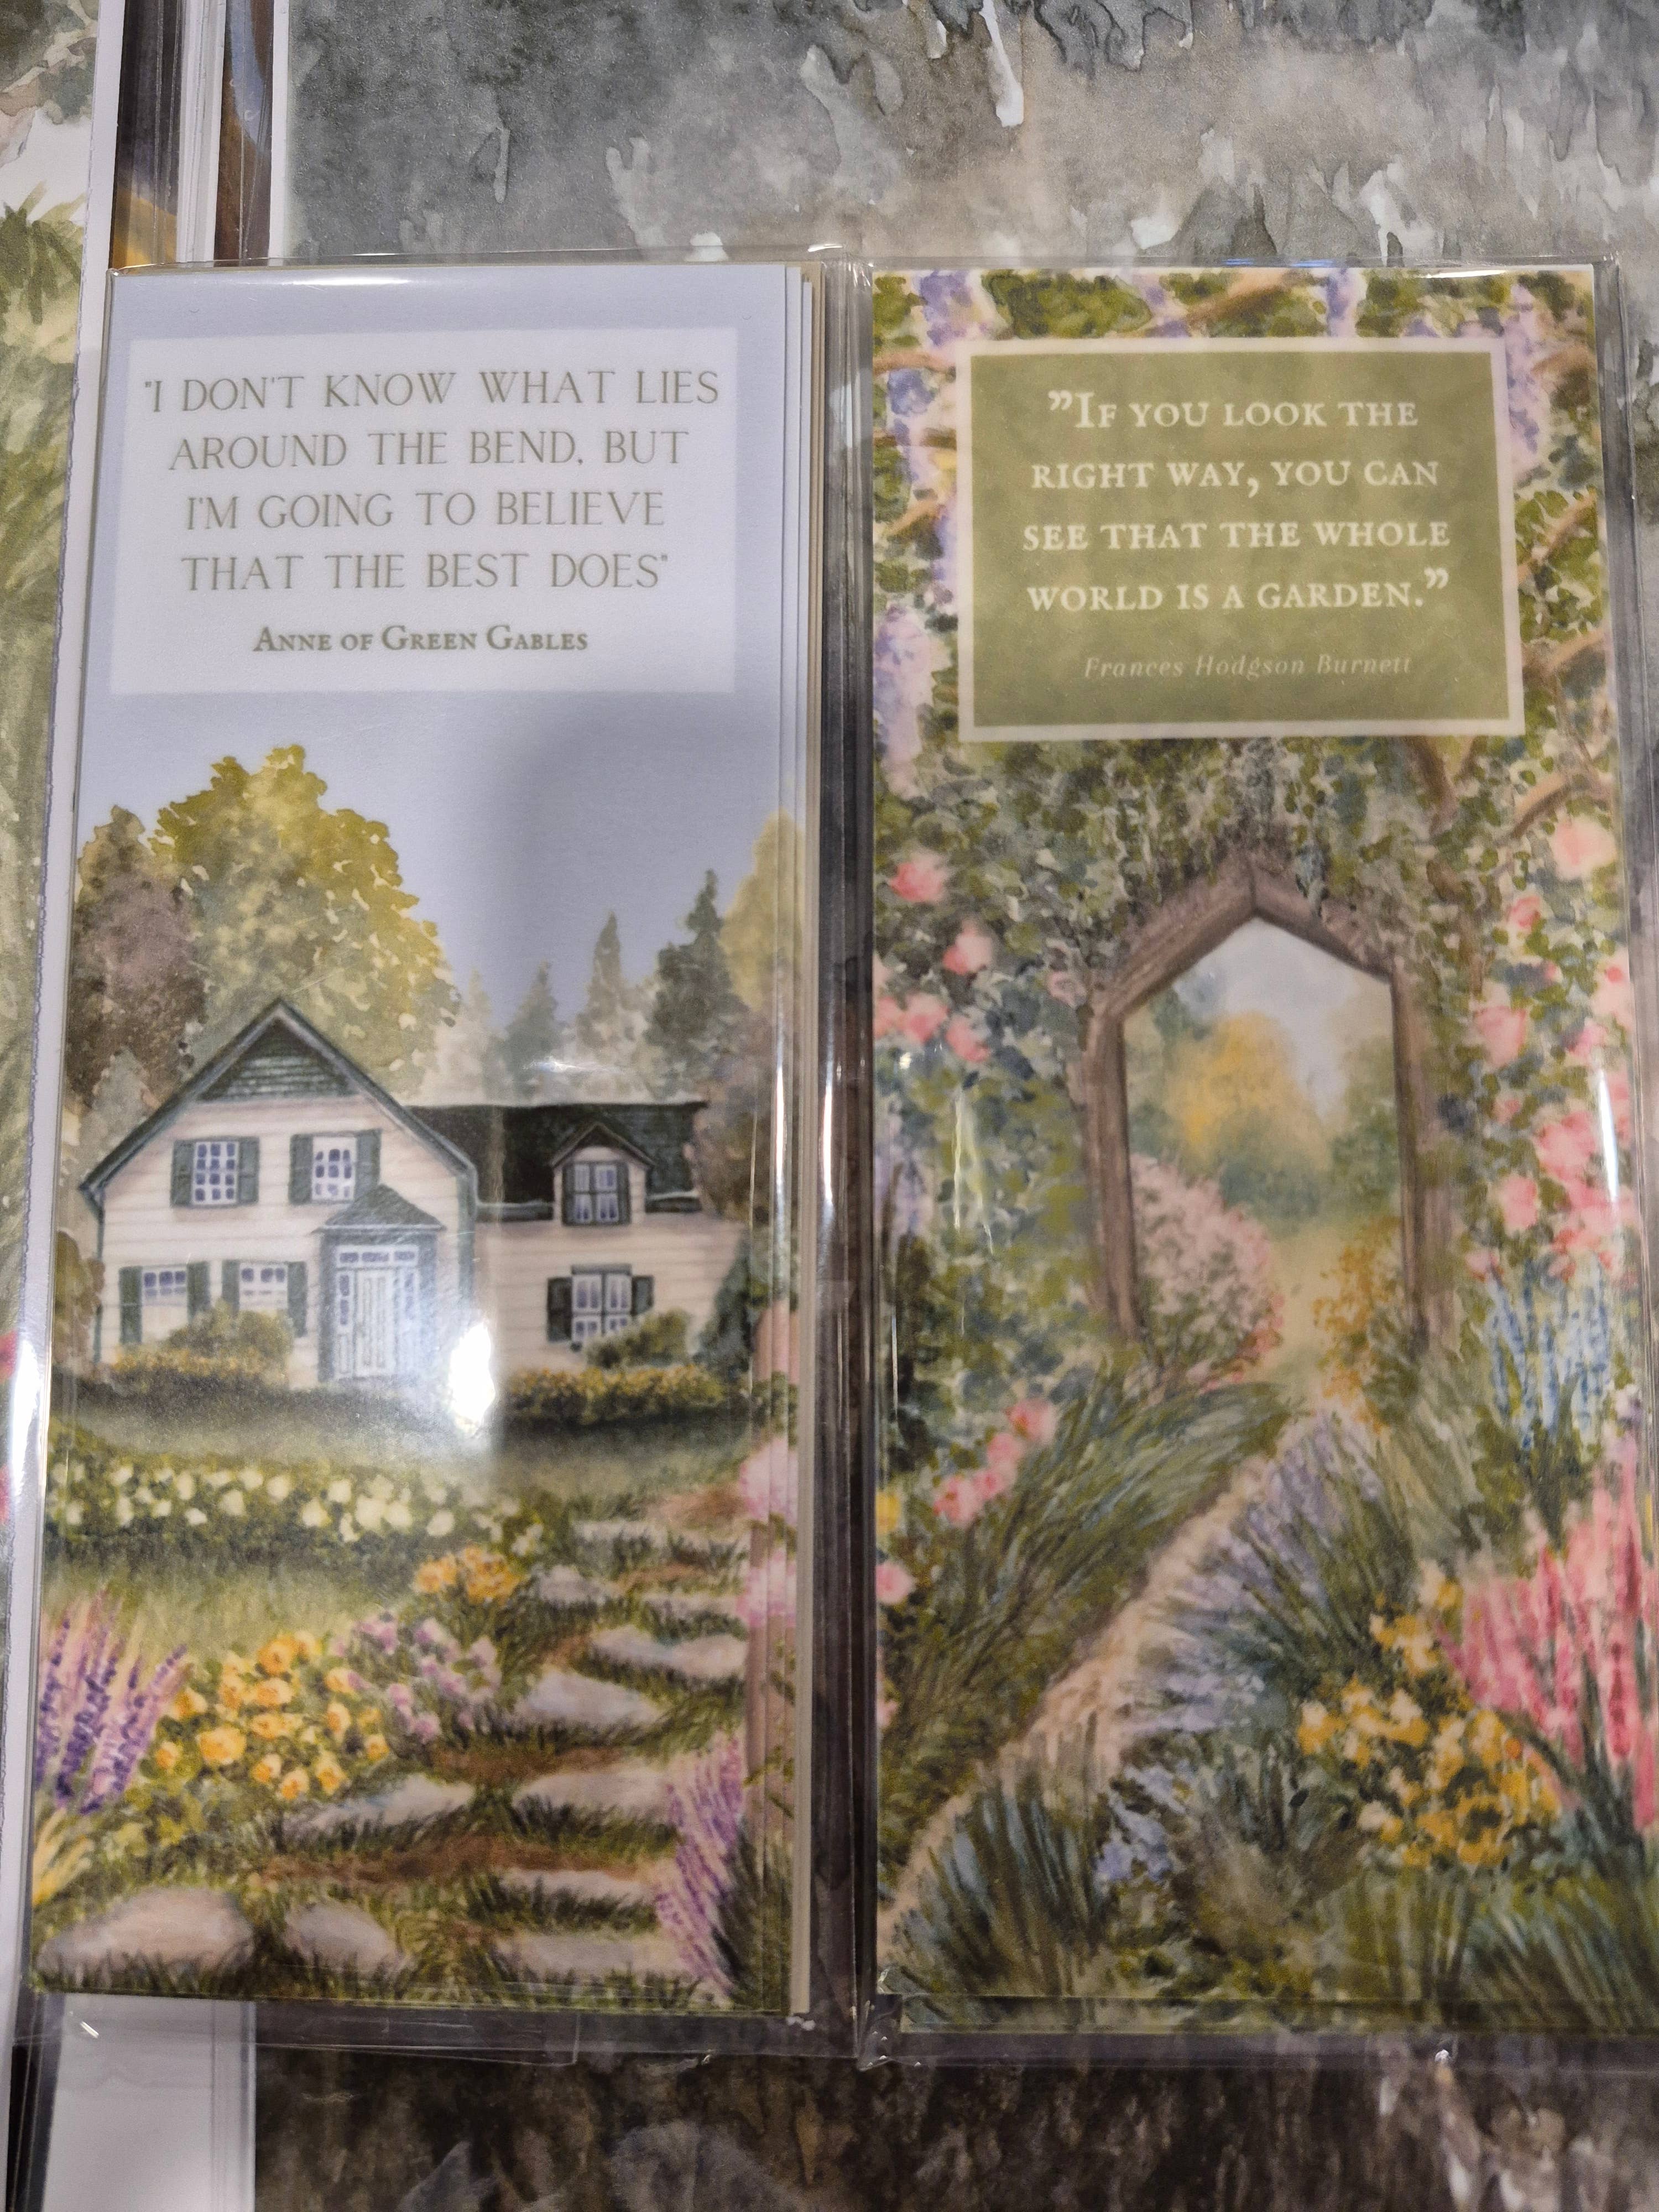 "I DON'T KNOW WHAT LIES
AROUND THE BEND, BUT
I'M GOING TO BELIEVE
THAT THE BEST DOES"
ANNE OF GREEN GABLES
”IF YOU LOOK THE
RIGHT WAY, YOU CAN
SEE THAT THE WHOLE
WORLD IS A GARDEN.”
Frances Hodgson Burnett